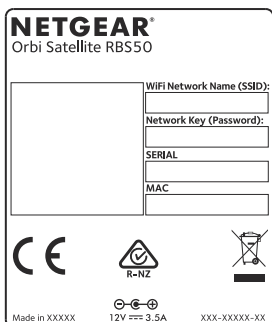 NETGEAR®
Orbi Satellite RBS50
WiFi Network Name (SSID):
Network Key (Password):
SERIAL
MAC
CE
R-NZ
Made in XXXXX
12V ⎓ 3.5A
XXX-XXXXX-XX